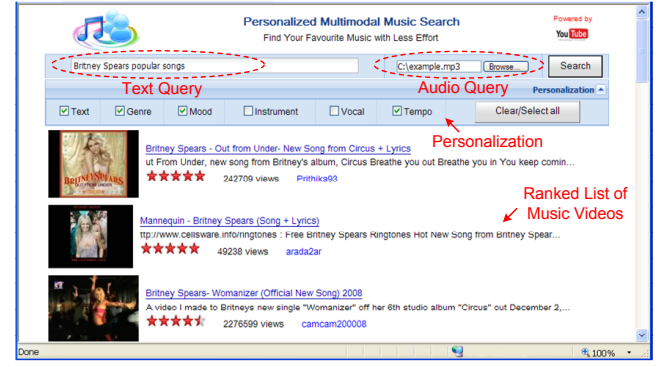 Personalized Multimodal Music Search
Find Your Favourite Music with Less Effort
Powered by
YouTube
Britney Spears popular songs
C:\example.mp3
Browse...
Search
Text Query
Audio Query
Personalization
Text
Genre
Mood
Instrument
Vocal
Tempo
Clear/Select all
Personalization
Britney Spears - Out from Under- New Song from Circus + Lyrics
ut From Under, new song from Britney's album, Circus Breathe you out Breathe you in You keep comin...
242709 views Prithika93
Ranked List of
Music Videos
Mannequin - Britney Spears (Song + Lyrics)
ttp://www.cellsware.info/ringtones : Free Britney Spears Ringtones Hot New Song from Britney Spear...
49238 views arada2ar
Britney Spears- Womanizer (Official New Song) 2008
A video I made to Britneys new single "Womanizer" off her 6th studio album "Circus" out December 2,...
2276599 views camcam200008
Done
100%